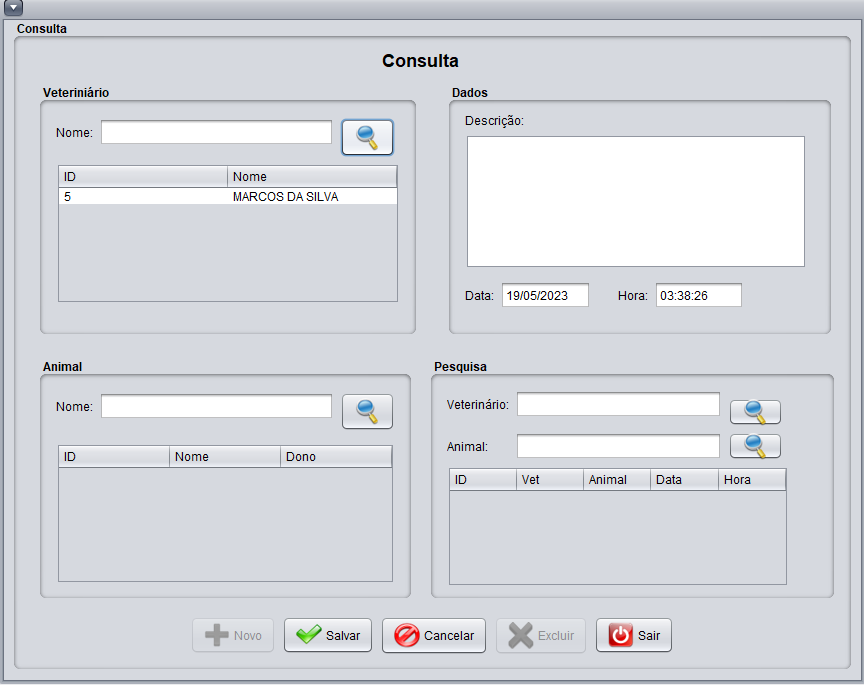 Consulta
Consulta
Veteriniário
Nome:
ID Nome
5 MARCOS DA SILVA
Dados
Descrição:
Data: 19/05/2023 Hora: 03:38:26
Animal
Nome:
ID Nome Dono
Pesquisa
Veterinário:
Animal:
ID Vet Animal Data Hora
Novo Salvar Cancelar Excluir Sair